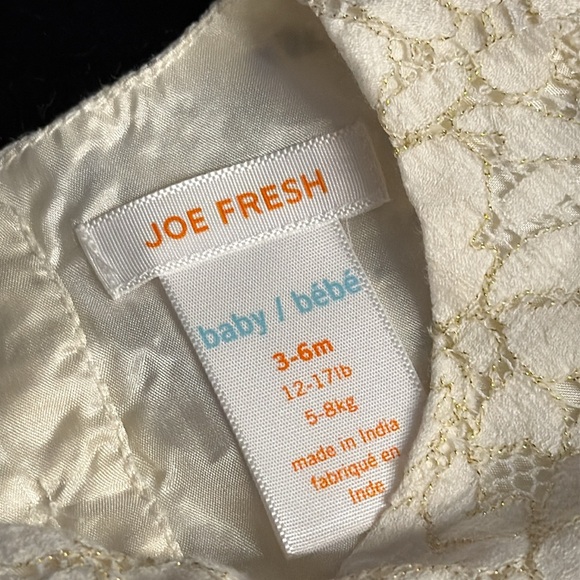 JOE FRESH
baby / bébé
3-6m
12-17lb
5-8kg
made in India
fabriqué en
Inde